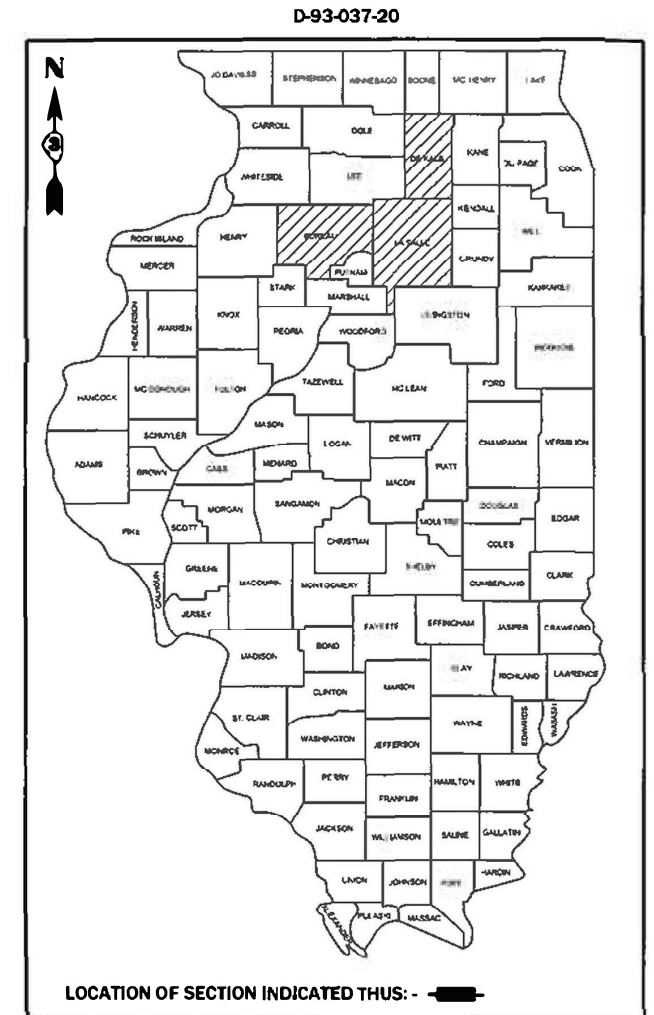 D-93-037-20
N
JO DAVIESS STEPHENSON WINNEBAGO BOONE MC HENRY LAKE
CARROLL OGLE DE KALB KANE DU PAGE COOK
WHITESIDE LEE
KENDALL WILL
ROCK ISLAND HENRY BUREAU LA SALLE GRUNDY
MERCER PUTNAM KANKAKEE
STARK MARSHALL
HENDERSON WARREN KNOX PEORIA WOODFORD LIVINGSTON
HANCOCK MC DONOUGH FULTON TAZEWELL MC LEAN FORD
MASON
SCHUYLER LOGAN DE WITT CHAMPAIGN VERMILION
ADAMS BROWN CASS MENARD MACON PIATT
PIKE SCOTT MORGAN SANGAMON MOULTRIE DOUGLAS EDGAR
CHRISTIAN COLES
CALHOUN GREENE MACOUPIN MONTGOMERY SHELBY CUMBERLAND CLARK
JERSEY
FAYETTE EFFINGHAM JASPER CRAWFORD
MADISON BOND
CLAY RICHLAND LAWRENCE
CLINTON MARION
ST. CLAIR WAYNE EDWARDS WABASH
MONROE WASHINGTON JEFFERSON
RANDOLPH PERRY HAMILTON WHITE
FRANKLIN
JACKSON WILLIAMSON SALINE GALLATIN
UNION JOHNSON POPE HARDIN
ALEXANDER PULASKI MASSAC
LOCATION OF SECTION INDICATED THUS: -